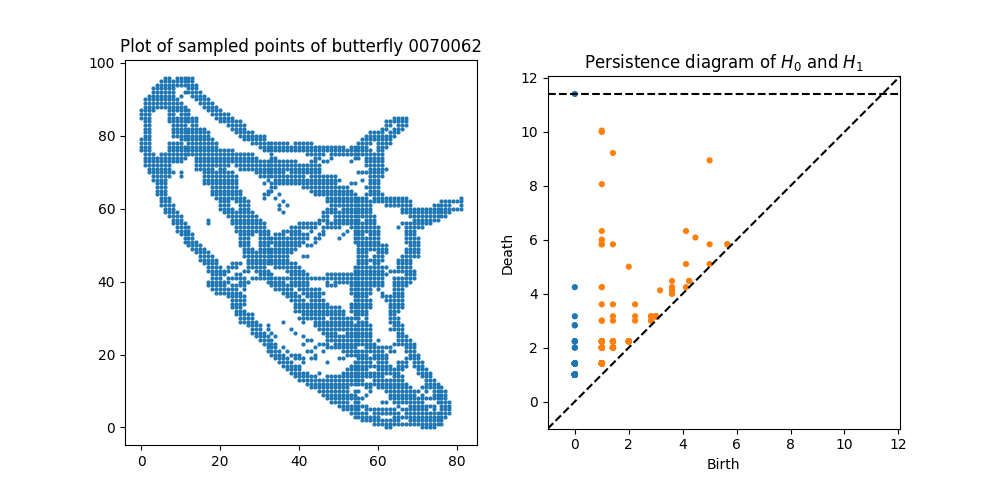 Plot of sampled points of butterfly 0070062
100
80
60
40
20
0
0 20 40 60 80
Persistence diagram of H₀ and H₁
12
10
8
6
4
2
0
Death
0 2 4 6 8 10 12
Birth